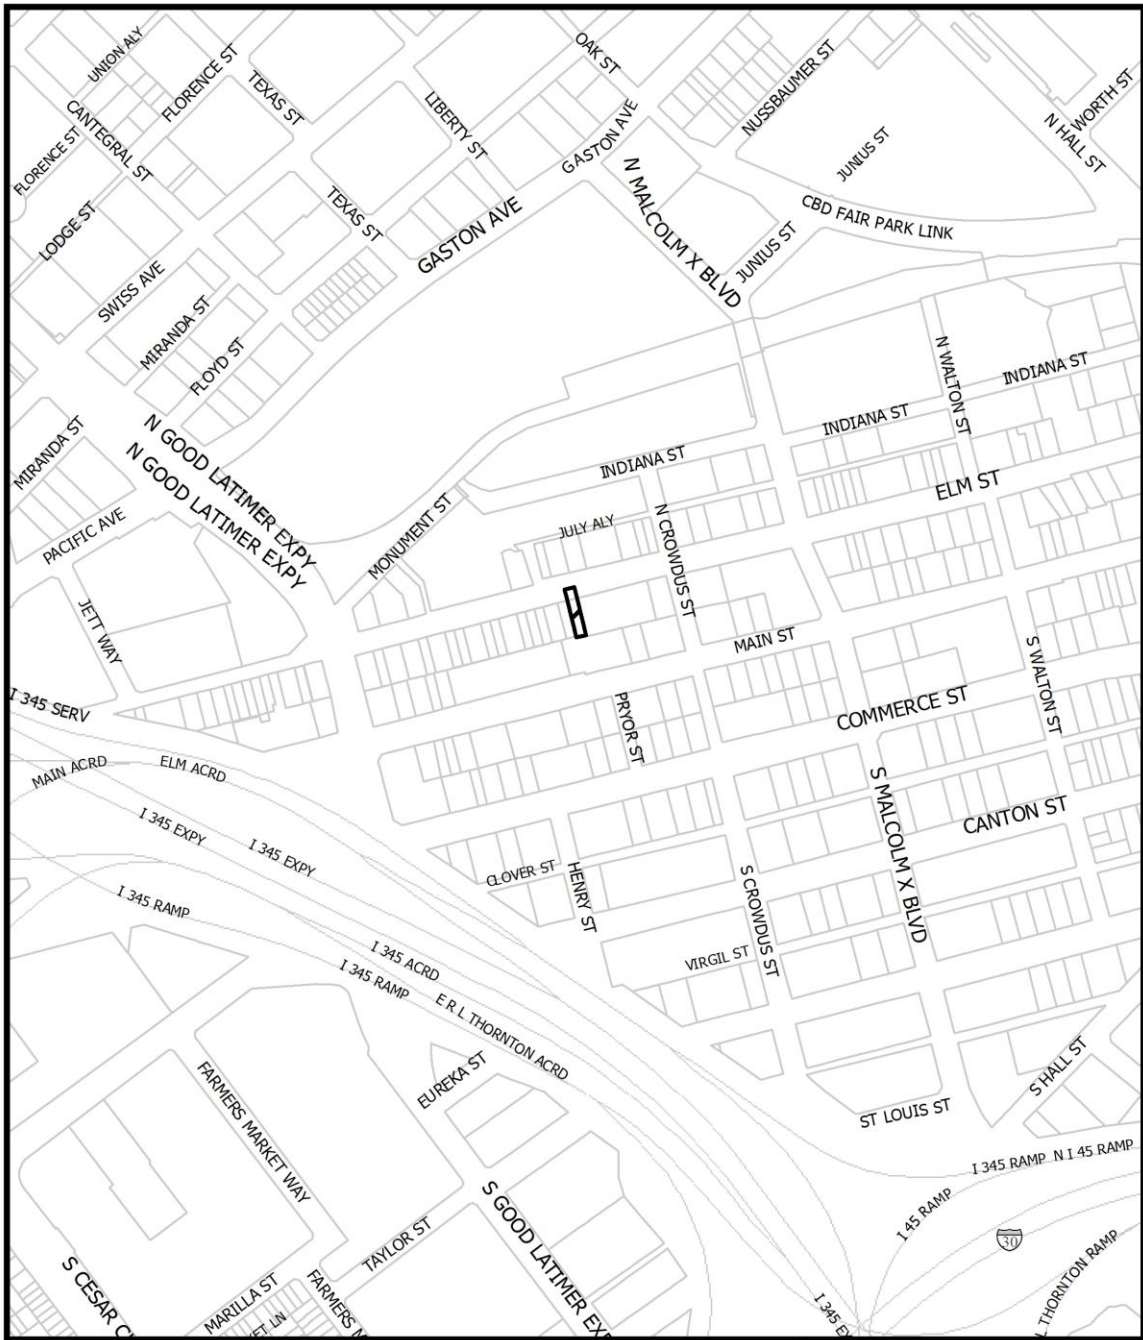 UNION ALY
FLORENCE ST
OAK ST
NUSSBAUMER ST
WORTH ST
TEXAS ST
LIBERTY ST
CANTEGRAL ST
GASTON AVE
N HALL ST
FLORENCE ST
JUNIUS ST
N MALCOLM X BLVD
TEXAS ST
LODGE ST
GASTON AVE
CBD FAIR PARK LINK
JUNIUS ST
SWISS AVE
MIRANDA ST
FLOYD ST
N WALTON ST
INDIANA ST
INDIANA ST
N GOOD LATIMER EXPY
MIRANDA ST
N GOOD LATIMER EXPY
INDIANA ST
ELM ST
PACIFIC AVE
MONUMENT ST
JULY ALY
N CROWDUS ST
JETT WAY
MAIN ST
S WALTON ST
I 345 SERV
PRYOR ST
COMMERCE ST
MAIN ACRD
ELM ACRD
I 345 EXPY
I 345 EXPY
S MALCOLM X BLVD
CANTON ST
CLOVER ST
HENRY ST
S CROWDUS ST
I 345 RAMP
I 345 ACRD
VIRGIL ST
I 345 RAMP
E R L THORNTON ACRD
EUREKA ST
S HALL ST
FARMERS MARKET WAY
ST LOUIS ST
I 345 RAMP
N I 45 RAMP
I 45 RAMP
S GOOD LATIMER EXP
TAYLOR ST
30
THORNTON RAMP
S CESAR C
MARILLA ST
FARMERS M
KET LN
I 345 EX